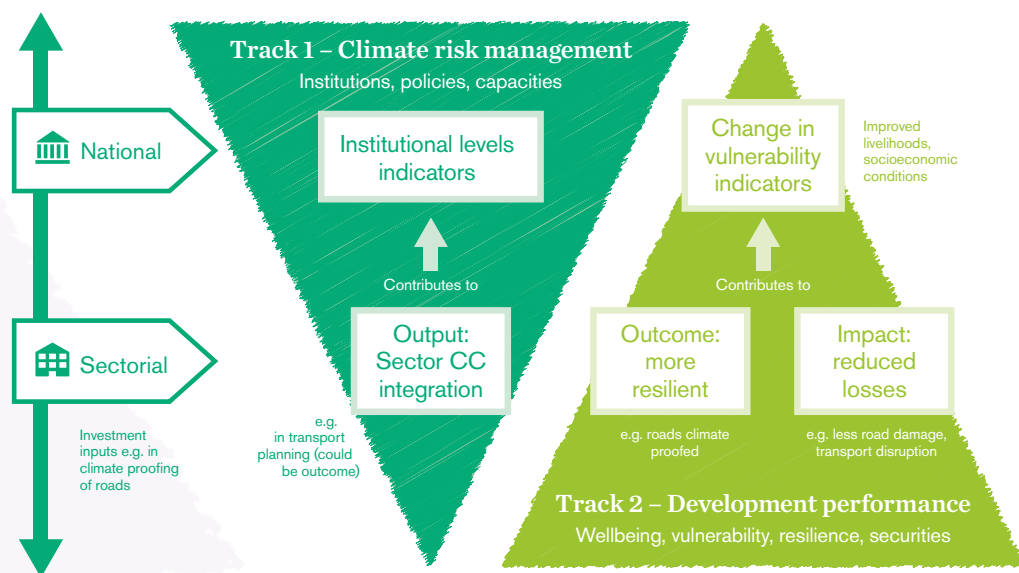 Track 1 – Climate risk management
Institutions, policies, capacities
National
Institutional levels
indicators
Change in
vulnerability
indicators
Improved
livelihoods,
socioeconomic
conditions
Contributes to
Contributes to
Sectorial
Output:
Sector CC
integration
Outcome:
more
resilient
Impact:
reduced
losses
Investment
inputs e.g. in
climate proofing
of roads
e.g.
in transport
planning (could
be outcome)
e.g. roads climate
proofed
e.g. less road damage,
transport disruption
Track 2 – Development performance
Wellbeing, vulnerability, resilience, securities